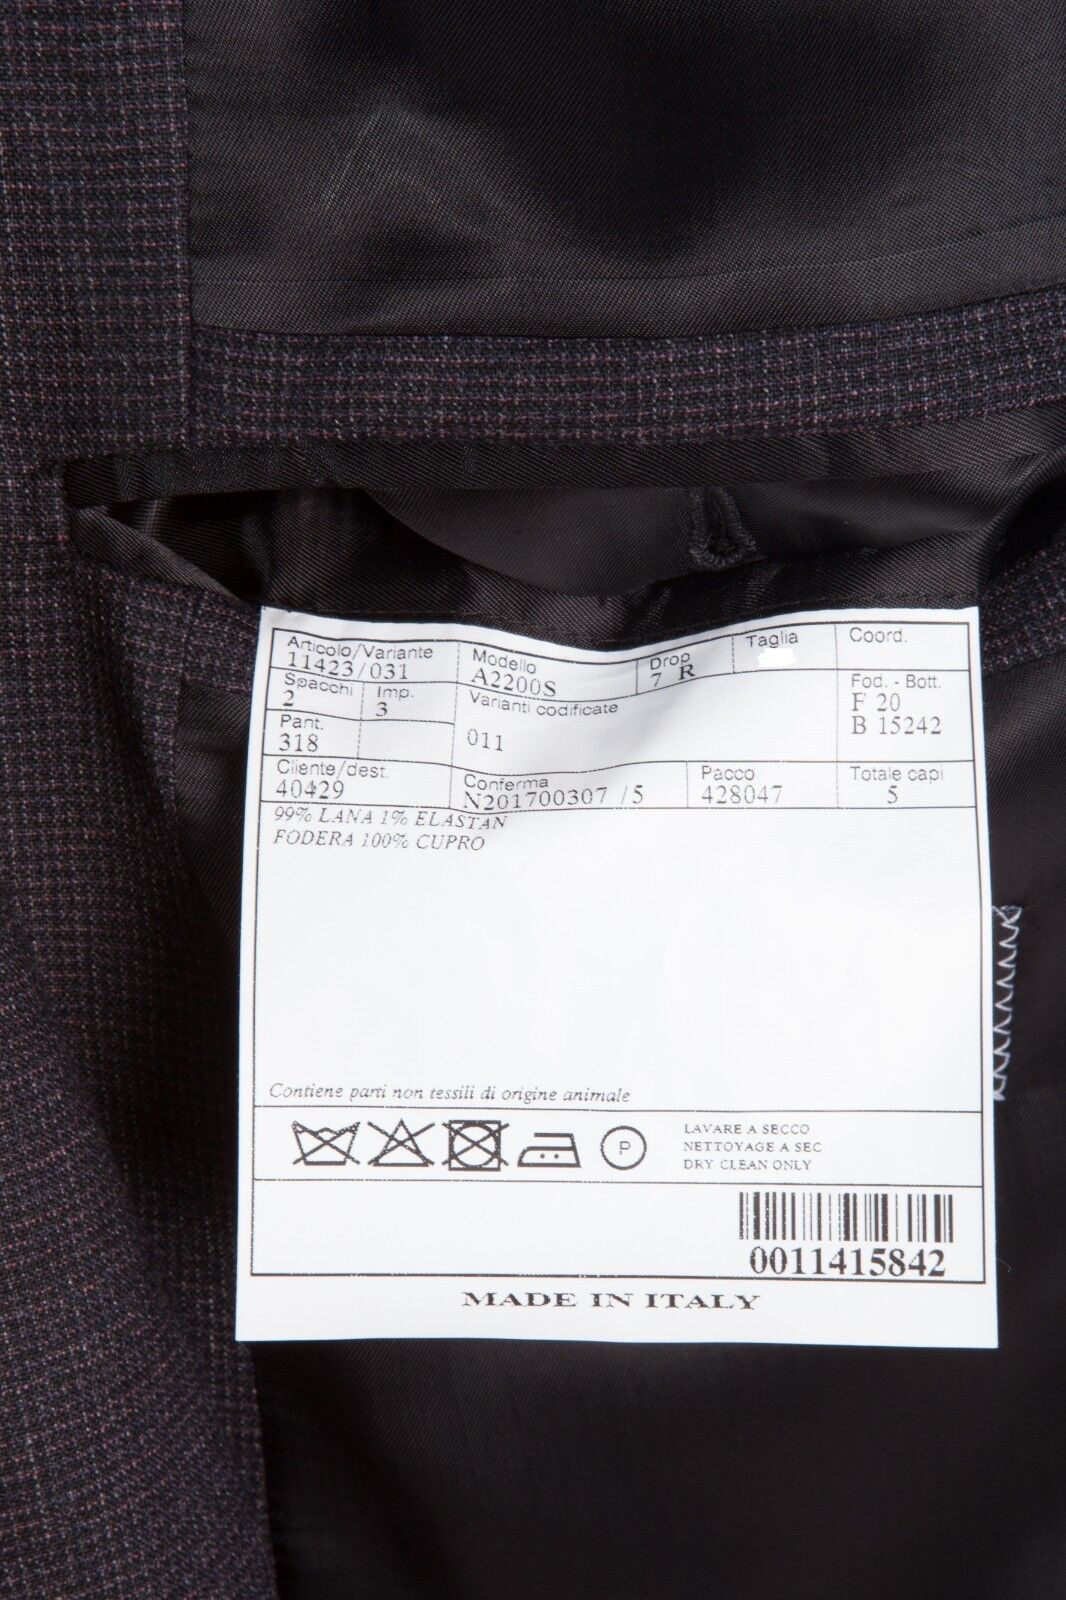 Articolo/Variante
11423/031
Modello
A2200S
Drop
7 R
Taglia
Coord.
Spacchi
2
Imp.
3
Varianti codificate
011
Fod. - Bott.
F 20
B 15242
Pant.
318
Cliente/dest.
40429
Conferma
N201700307 /5
Pacco
428047
Totale capi
5
99% LANA 1% ELASTAN
FODERA 100% CUPRO
Contiene parti non tessili di origine animale
P
LAVARE A SECCO
NETTOYAGE A SEC
DRY CLEAN ONLY
0011415842
MADE IN ITALY